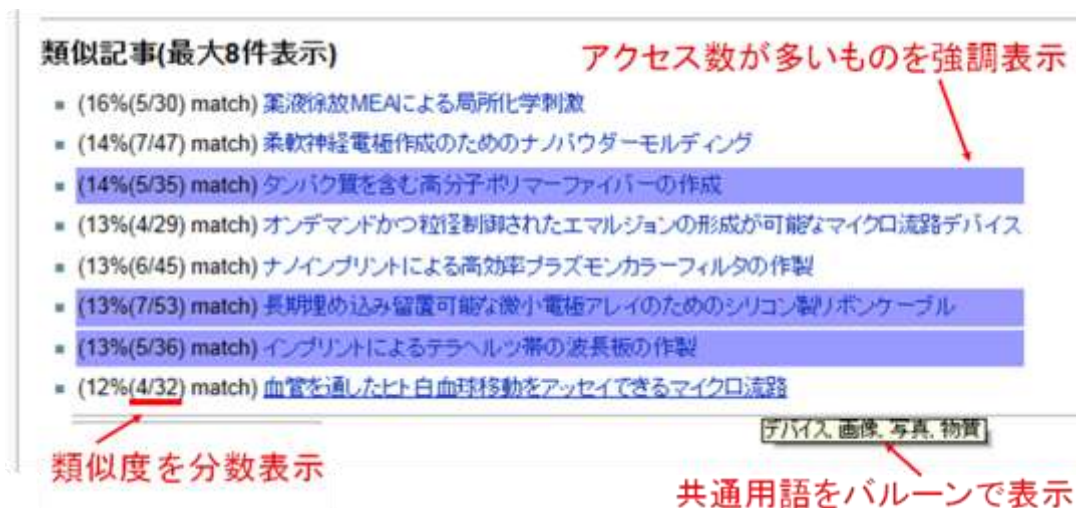 類似記事(最大8件表示)
アクセス数が多いものを強調表示
(16%(5/30) match) 薬液徐放MEAによる局所化学刺激
(14%(7/47) match) 柔軟神経電極作成のためのナノパウダーモルディング
(14%(5/35) match) タンパク質を含む高分子ポリマーファイバーの作成
(13%(4/29) match) オンデマンドかつ粒径制御されたエマルジョンの形成が可能なマイクロ流路デバイス
(13%(6/45) match) ナノインプリントによる高効率プラズモンカラーフィルタの作製
(13%(7/53) match) 長期埋め込み留置可能な微小電極アレイのためのシリコン製リボンケーブル
(13%(5/36) match) インプリントによるテラヘルツ帯の波長板の作製
(12%(4/32) match) 血管を通したヒト白血球移動をアッセイできるマイクロ流路
デバイス, 画像, 写真, 物質
類似度を分数表示
共通用語をバルーンで表示